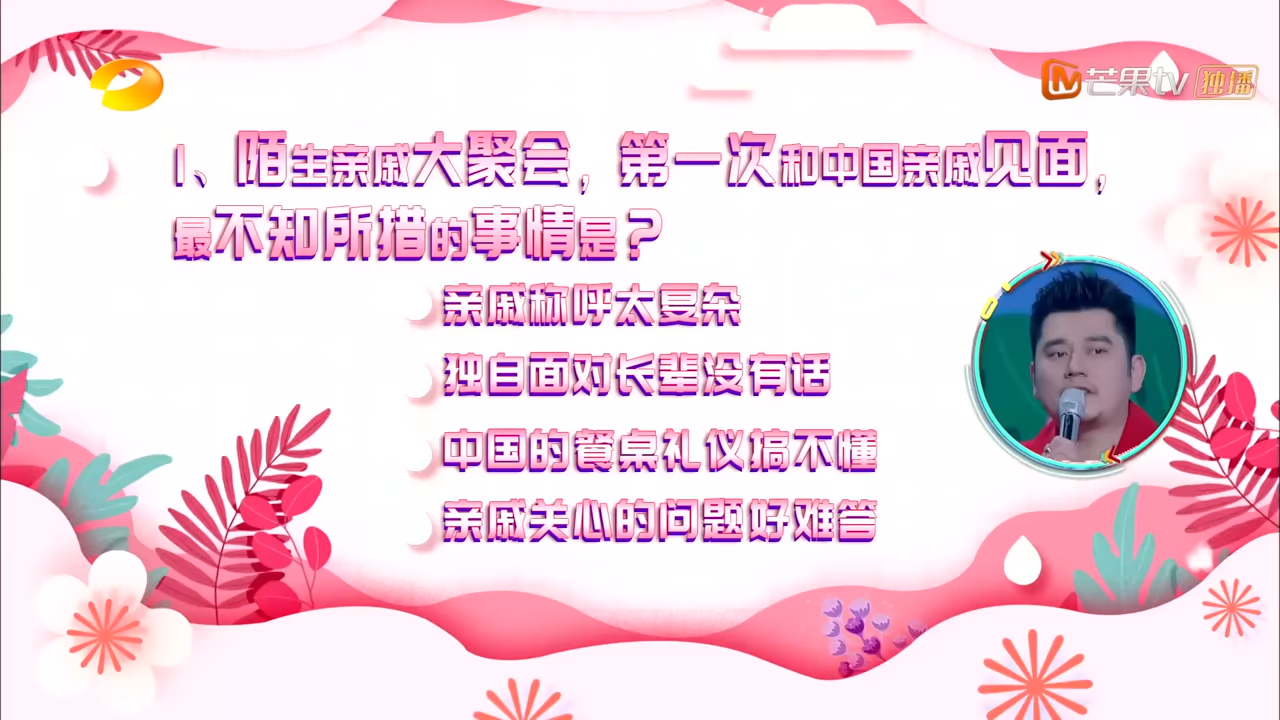 芒果tv 独播
1、陌生亲戚大聚会，第一次和中国亲戚见面，
最不知所措的事情是？
亲戚称呼太复杂
独自面对长辈没有话
中国的餐桌礼仪搞不懂
亲戚关心的问题好难答